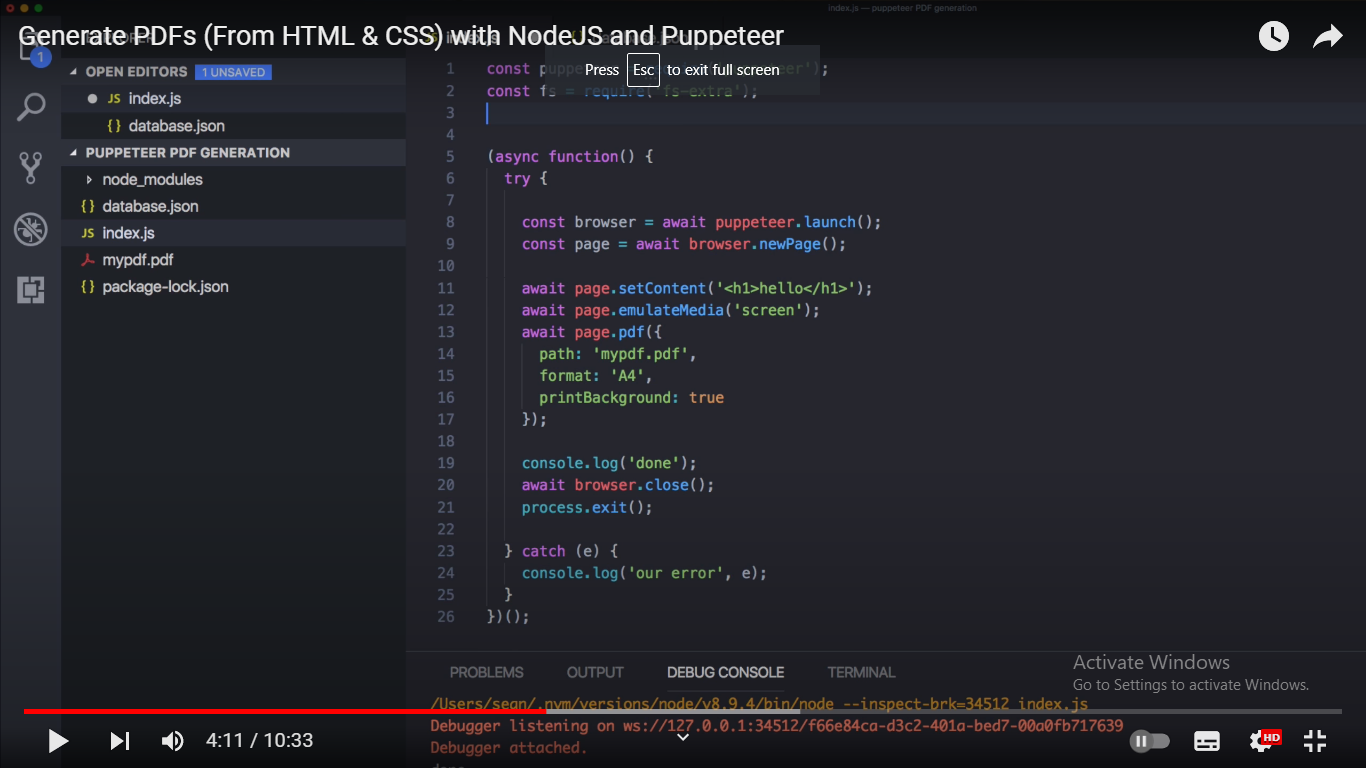 index.js — puppeteer PDF generation
Generate PDFs (From HTML & CSS) with NodeJS and Puppeteer
1
Press Esc to exit full screen
OPEN EDITORS 1 UNSAVED
JS index.js
{} database.json
PUPPETEER PDF GENERATION
node_modules
{} database.json
JS index.js
mypdf.pdf
{} package-lock.json
1 const
2 const fs = require('fs-extra');
3
4
5 (async function() {
6 try {
7
8 const browser = await puppeteer.launch();
9 const page = await browser.newPage();
10
11 await page.setContent('<h1>hello</h1>');
12 await page.emulateMedia('screen');
13 await page.pdf({
14 path: 'mypdf.pdf',
15 format: 'A4',
16 printBackground: true
17 });
18
19 console.log('done');
20 await browser.close();
21 process.exit();
22
23 } catch (e) {
24 console.log('our error', e);
25 }
26 })();
PROBLEMS OUTPUT DEBUG CONSOLE TERMINAL
Activate Windows
Go to Settings to activate Windows.
/Users/sean/.nvm/versions/node/v8.9.4/bin/node --inspect-brk=34512 index.js
Debugger listening on ws://127.0.0.1:34512/f66e84ca-d3c2-401a-bed7-00a0fb717639
Debugger attached.
4:11 / 10:33
HD